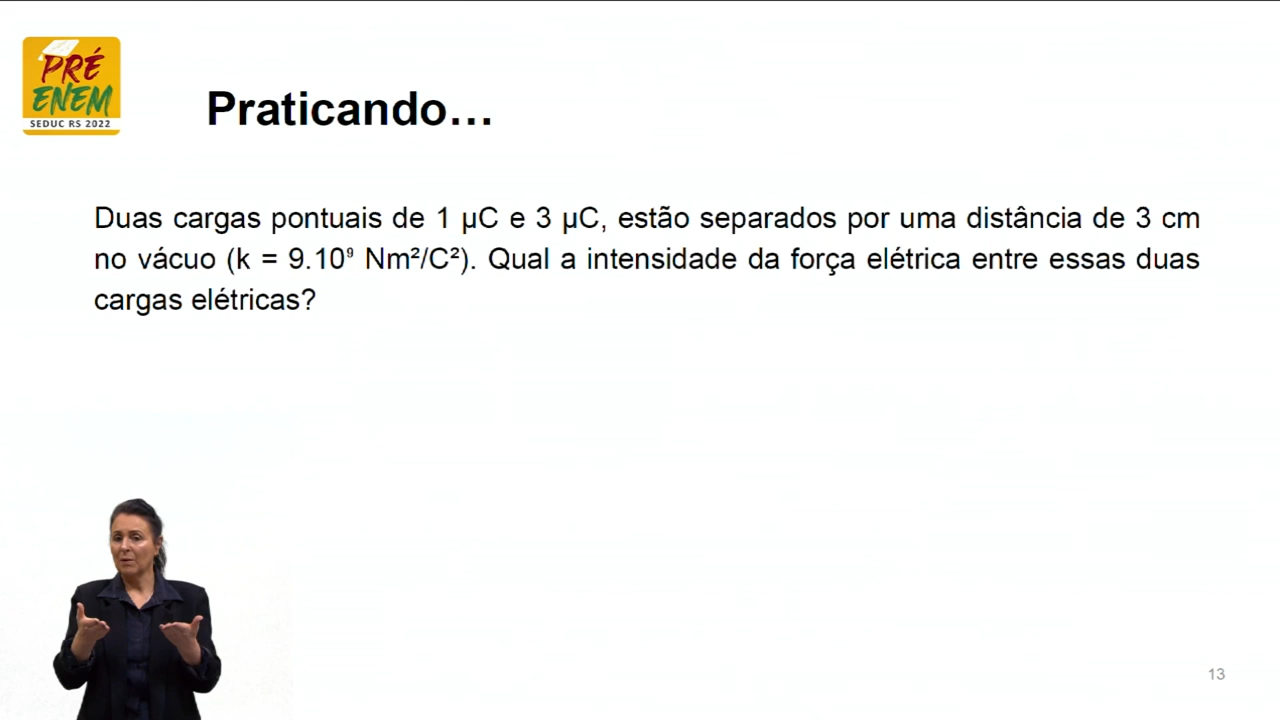 PRÉ
ENEM
SEDUC RS 2022
Praticando...
Duas cargas pontuais de 1 µC e 3 µC, estão separados por uma distância de 3 cm
no vácuo (k = 9.10⁹ Nm²/C²). Qual a intensidade da força elétrica entre essas duas
cargas elétricas?
13